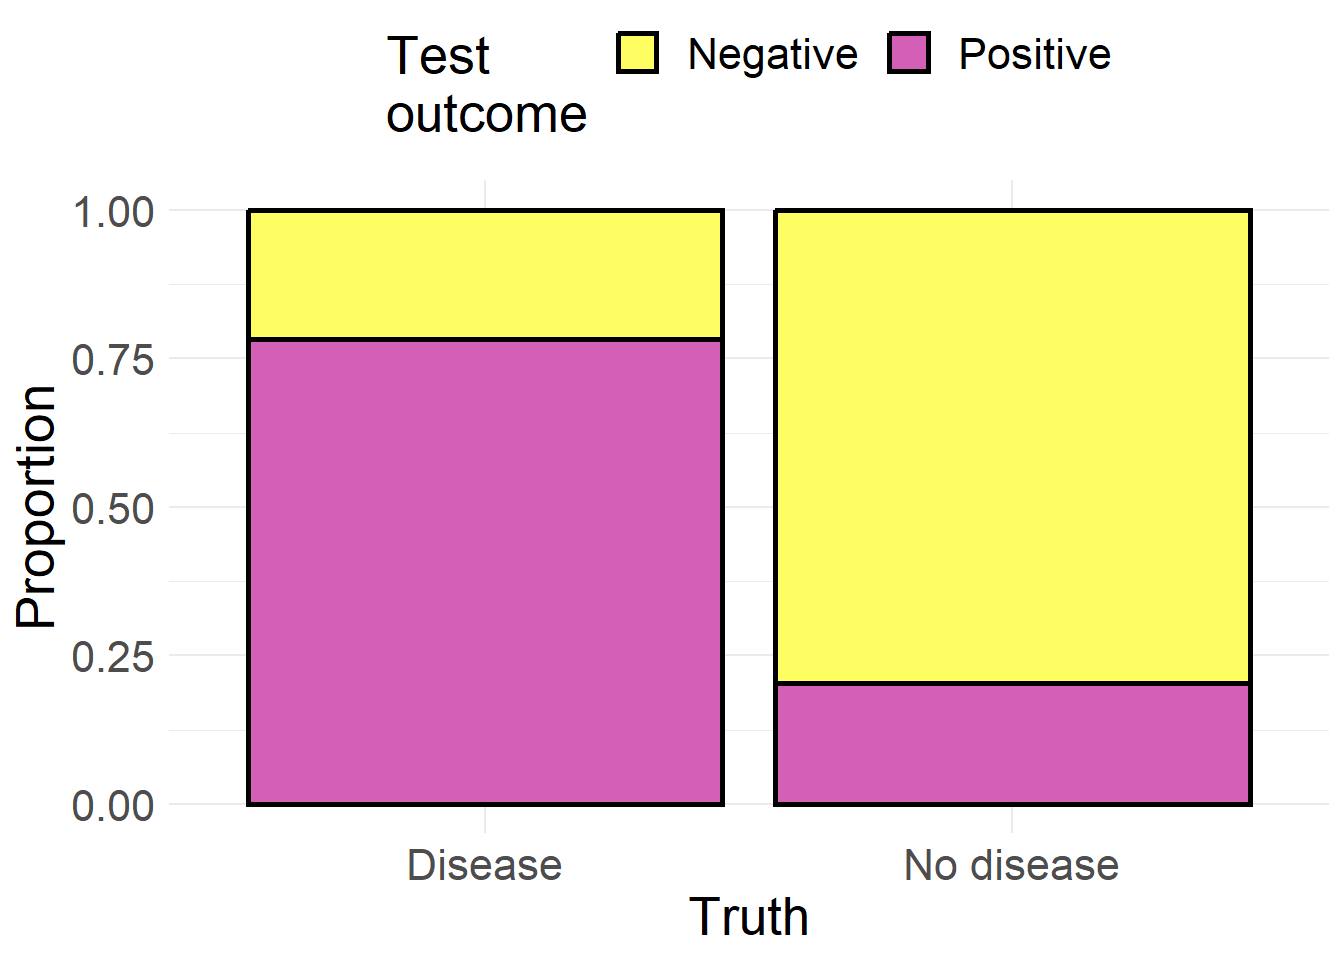 Test
outcome
Negative
Positive
1.00
0.75
0.50
0.25
0.00
Proportion
Disease
No disease
Truth